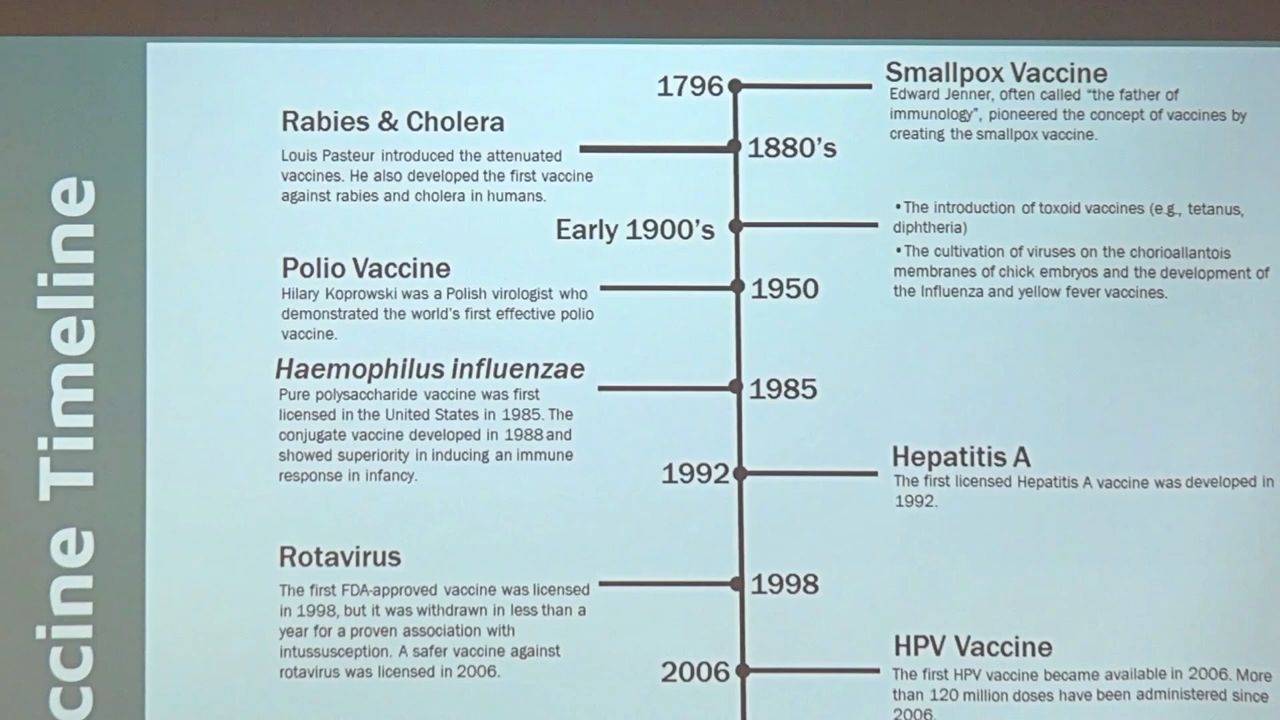 ccine Timeline
1796
Smallpox Vaccine
Edward Jenner, often called “the father of
immunology”, pioneered the concept of vaccines by
creating the smallpox vaccine.
Rabies & Cholera
Louis Pasteur introduced the attenuated
vaccines. He also developed the first vaccine
against rabies and cholera in humans.
1880’s
Early 1900’s
•The introduction of toxoid vaccines (e.g., tetanus,
diphtheria)
•The cultivation of viruses on the chorioallantois
membranes of chick embryos and the development of
the Influenza and yellow fever vaccines.
Polio Vaccine
Hilary Koprowski was a Polish virologist who
demonstrated the world’s first effective polio
vaccine.
1950
Haemophilus influenzae
Pure polysaccharide vaccine was first
licensed in the United States in 1985. The
conjugate vaccine developed in 1988 and
showed superiority in inducing an immune
response in infancy.
1985
1992
Hepatitis A
The first licensed Hepatitis A vaccine was developed in
1992.
Rotavirus
The first FDA-approved vaccine was licensed
in 1998, but it was withdrawn in less than a
year for a proven association with
intussusception. A safer vaccine against
rotavirus was licensed in 2006.
1998
2006
HPV Vaccine
The first HPV vaccine became available in 2006. More
than 120 million doses have been administered since
2006.